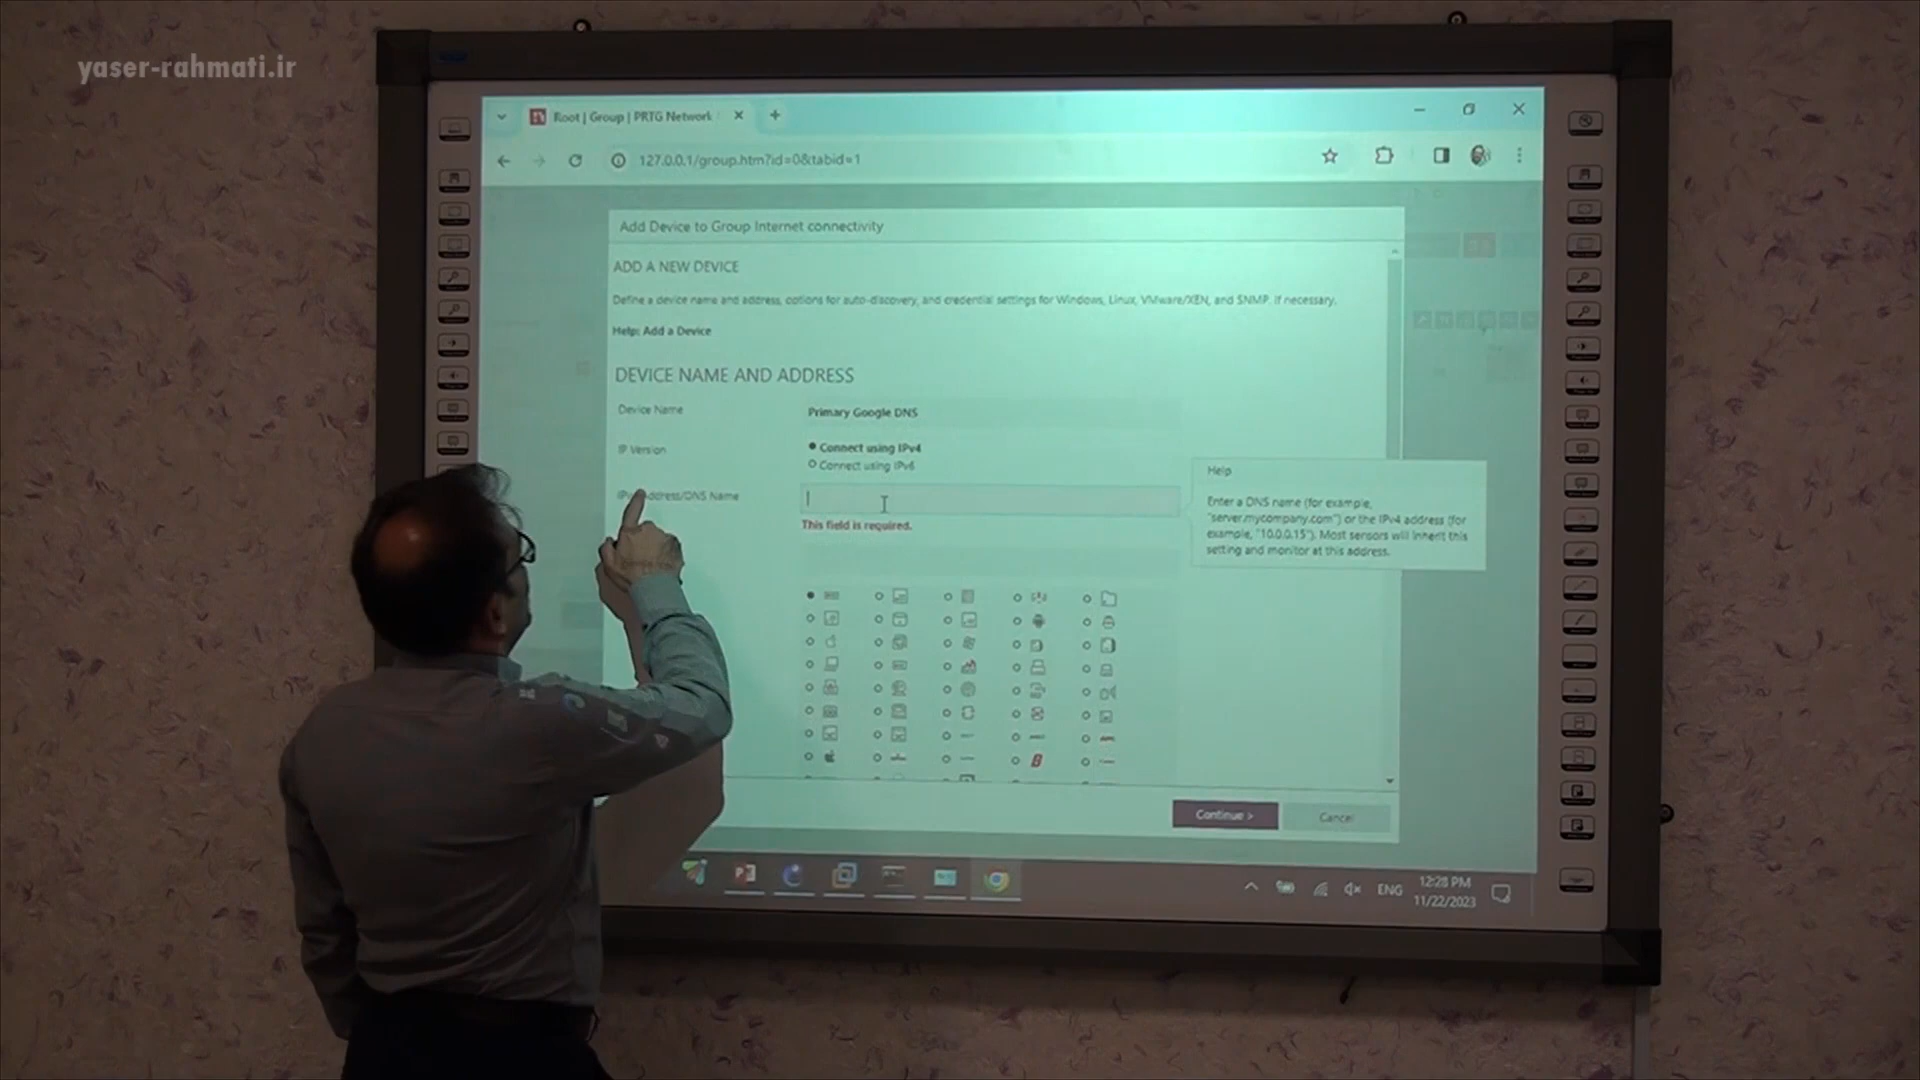 yaser-rahmati.ir
Root | Group | PRTG Network
127.0.0.1/group.htm?id=0&tabid=1
Add Device to Group Internet connectivity
ADD A NEW DEVICE
Define a device name and address, options for auto-discovery, and credential settings for Windows, Linux, VMware/XEN, and SNMP, if necessary.
Help: Add a Device
DEVICE NAME AND ADDRESS
Device Name
Primary Google DNS
IP Version
Connect using IPv4
Connect using IPv6
Address/DNS Name
This field is required.
Help
Enter a DNS name (for example,
"server.mycompany.com") or the IPv4 address (for
example, "10.0.0.15"). Most sensors will inherit this
setting and monitor at this address.
Continue >
Cancel
ENG
12:28 PM
11/22/2023